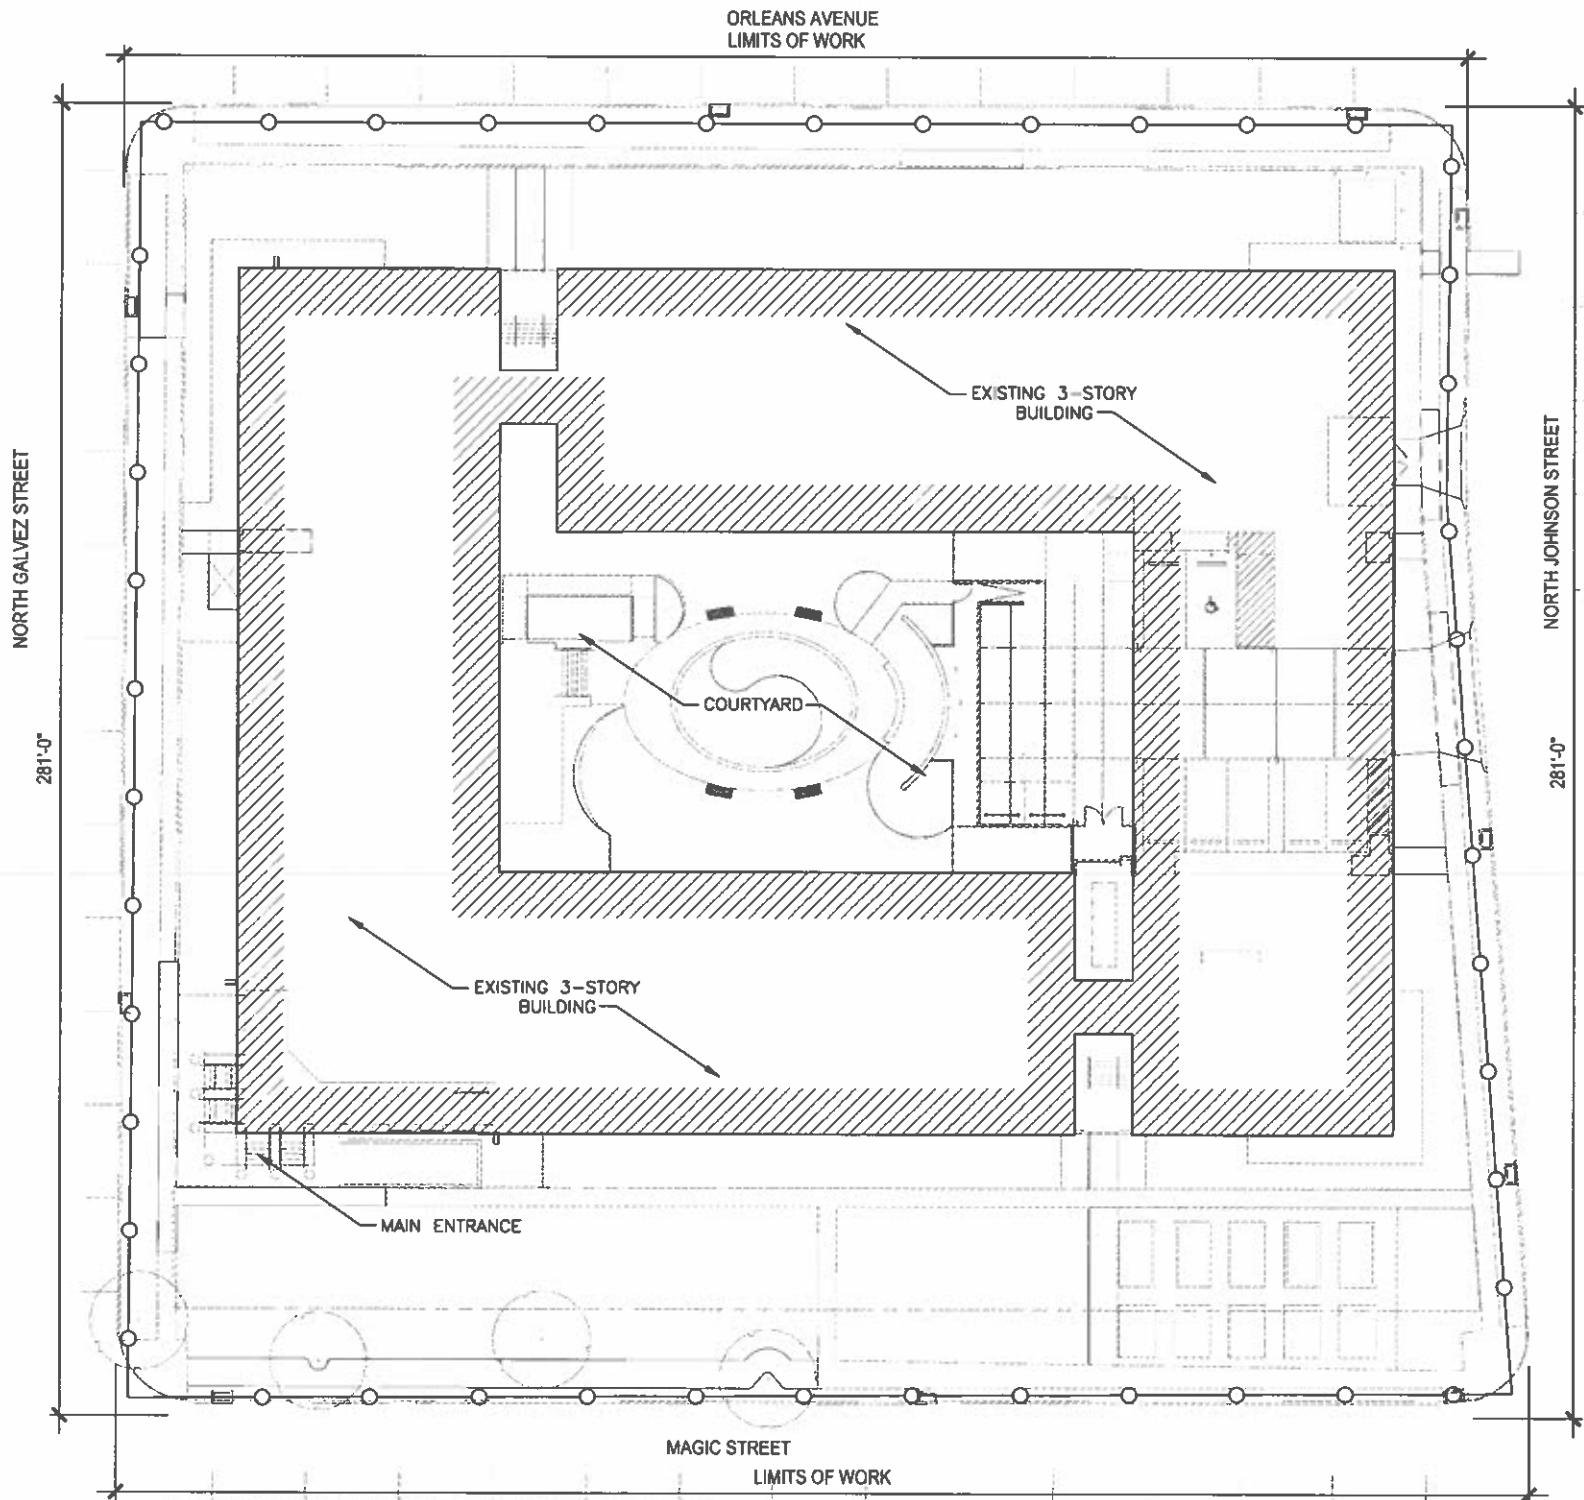 ORLEANS AVENUE
LIMITS OF WORK
EXISTING 3-STORY
BUILDING
NORTH GALVEZ STREET
281'-0"
NORTH JOHNSON STREET
281'-0"
COURTYARD
EXISTING 3-STORY
BUILDING
MAIN ENTRANCE
MAGIC STREET
LIMITS OF WORK